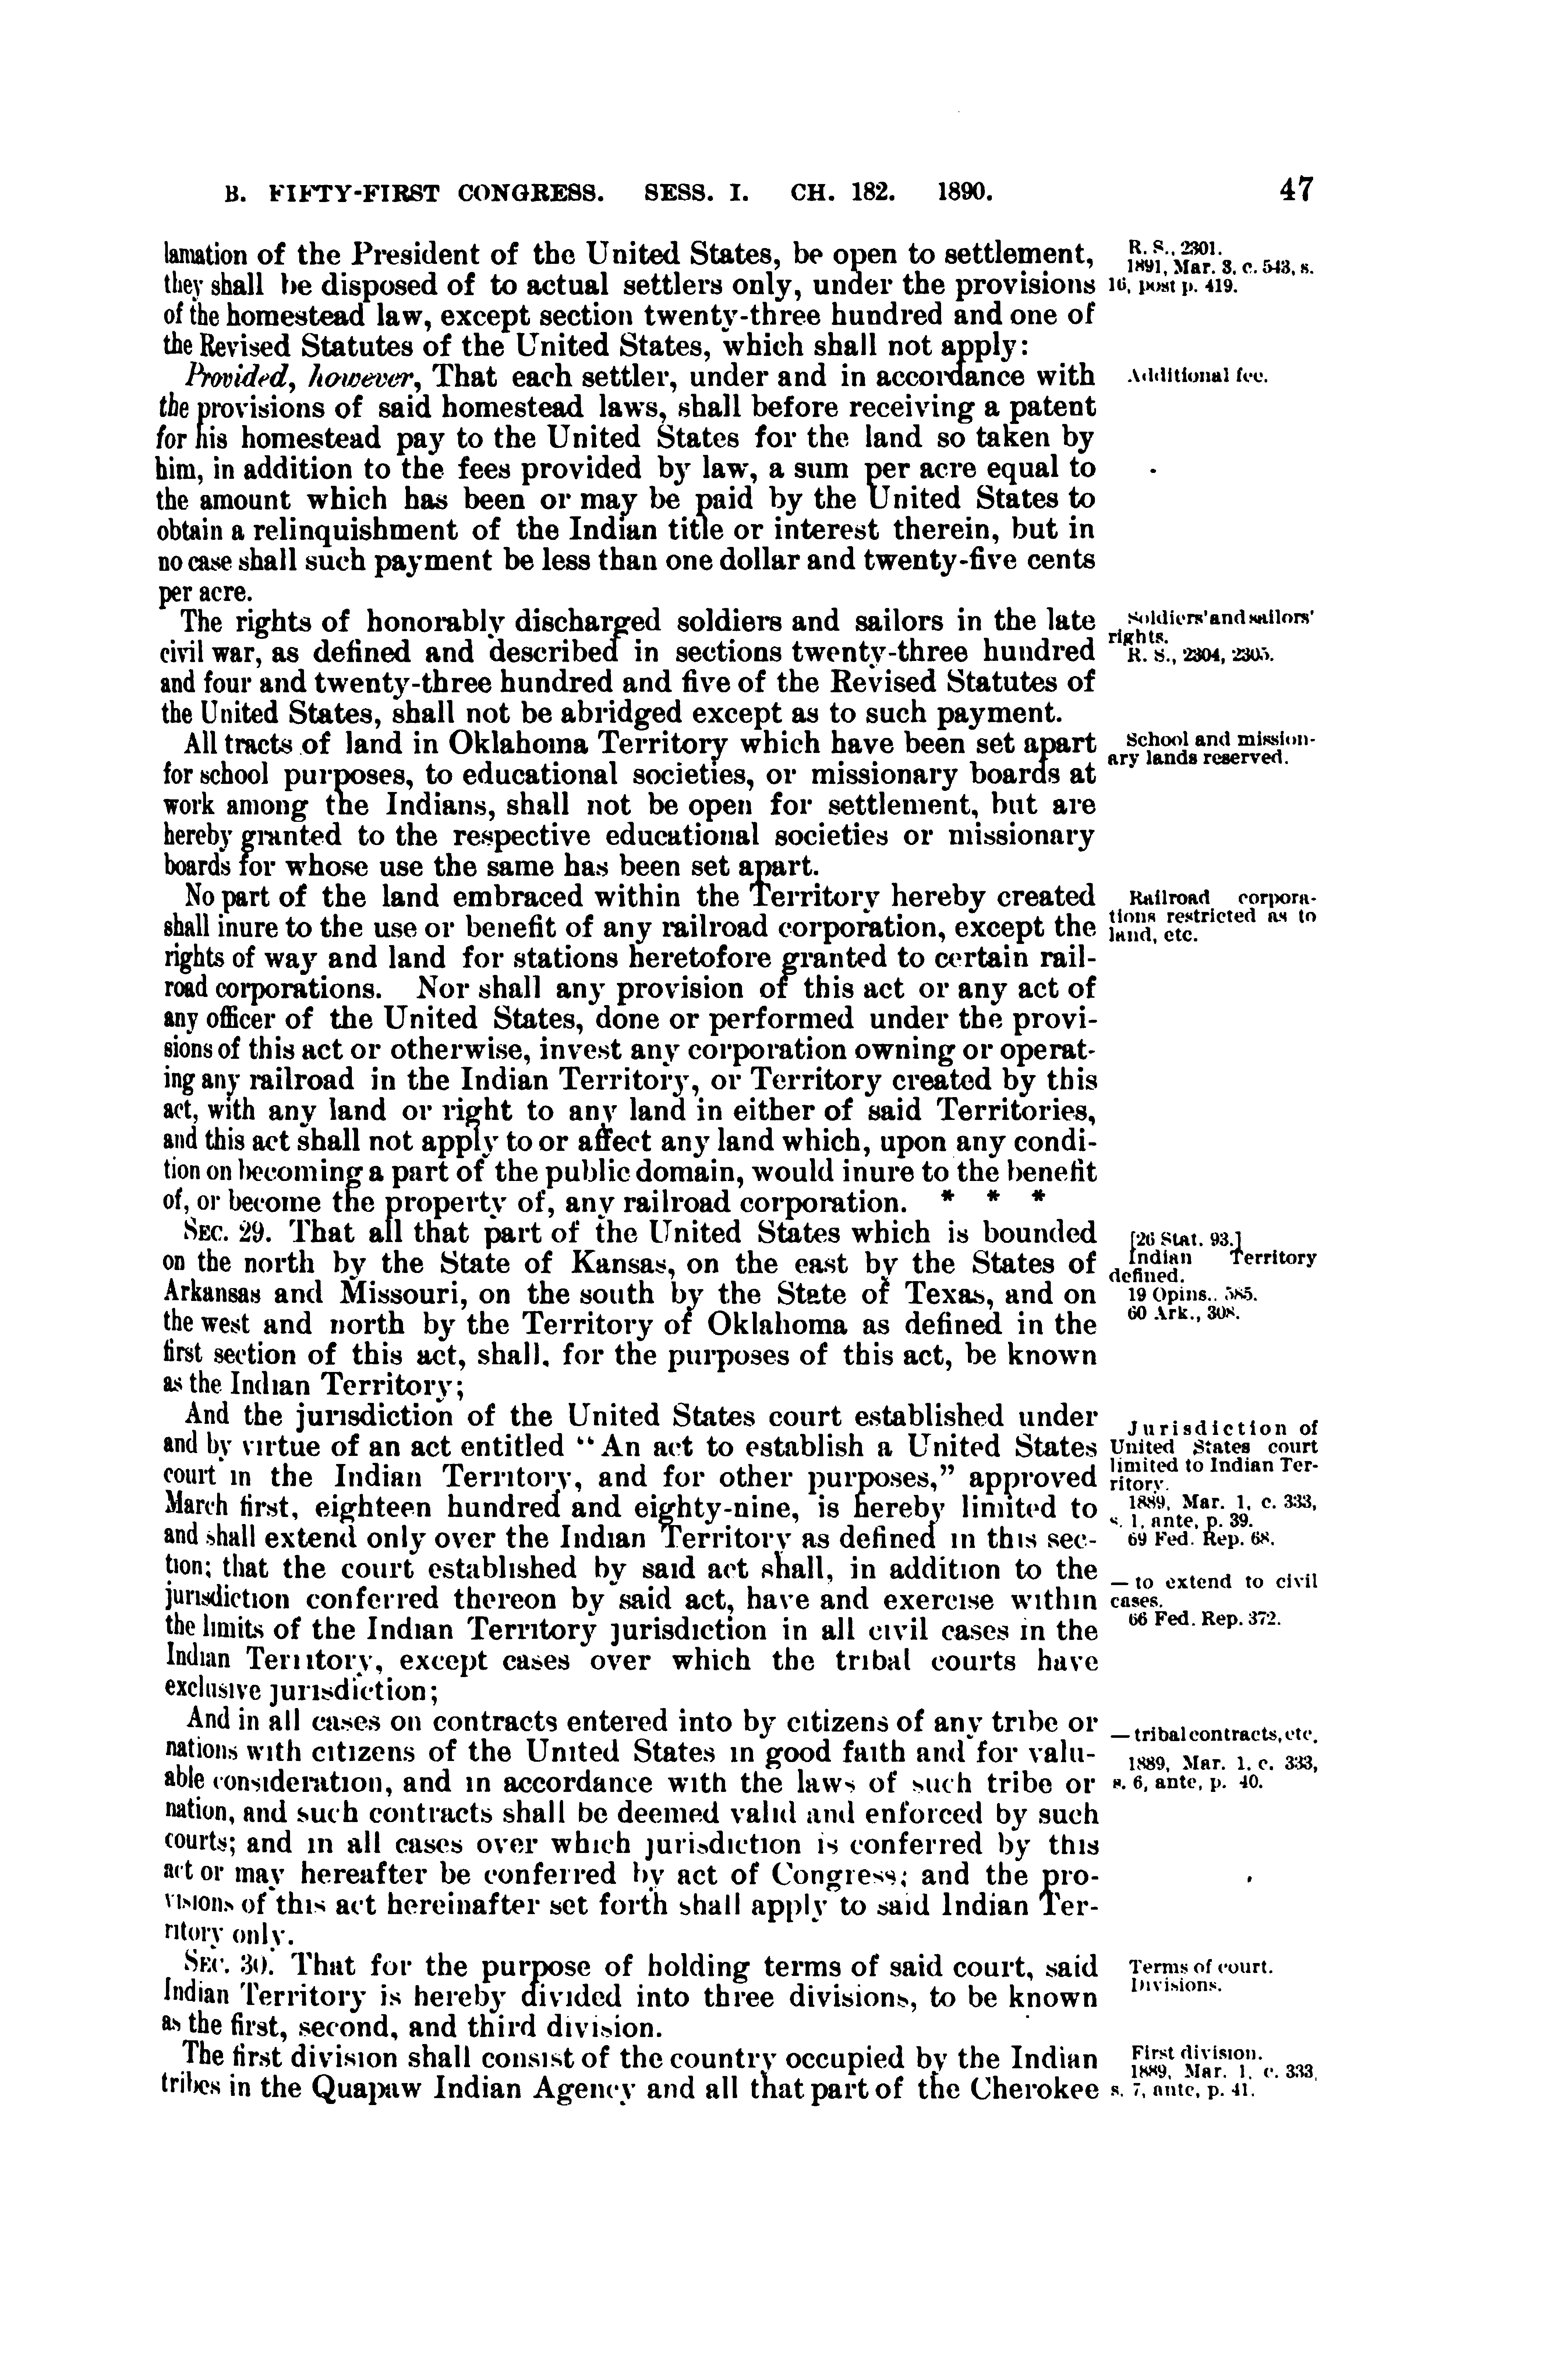 B. FIFTY-FIRST CONGRESS. SESS. I. CH. 182. 1890. 47
lamation of the President of the United States, be open to settlement,
they shall be disposed of to actual settlers only, under the provisions
of the homestead law, except section twenty-three hundred and one of
the Revised Statutes of the United States, which shall not apply:
Provided, however, That each settler, under and in accordance with
the provisions of said homestead laws, shall before receiving a patent
for his homestead pay to the United States for the land so taken by
him, in addition to the fees provided by law, a sum per acre equal to
the amount which has been or may be paid by the United States to
obtain a relinquishment of the Indian title or interest therein, but in
no case shall such payment be less than one dollar and twenty-five cents
per acre.
The rights of honorably discharged soldiers and sailors in the late
civil war, as defined and described in sections twenty-three hundred
and four and twenty-three hundred and five of the Revised Statutes of
the United States, shall not be abridged except as to such payment.
All tracts of land in Oklahoma Territory which have been set apart
for school purposes, to educational societies, or missionary boards at
work among the Indians, shall not be open for settlement, but are
hereby granted to the respective educational societies or missionary
boards for whose use the same has been set apart.
No part of the land embraced within the Territory hereby created
shall inure to the use or benefit of any railroad corporation, except the
rights of way and land for stations heretofore granted to certain rail-
road corporations. Nor shall any provision of this act or any act of
any officer of the United States, done or performed under the provi-
sions of this act or otherwise, invest any corporation owning or operat-
ing any railroad in the Indian Territory, or Territory created by this
act, with any land or right to any land in either of said Territories,
and this act shall not apply to or affect any land which, upon any condi-
tion on becoming a part of the public domain, would inure to the benefit
of, or become the property of, any railroad corporation. * * *
SEC. 29. That all that part of the United States which is bounded
on the north by the State of Kansas, on the east by the States of
Arkansas and Missouri, on the south by the State of Texas, and on
the west and north by the Territory of Oklahoma as defined in the
first section of this act, shall, for the purposes of this act, be known
as the Indian Territory;
And the jurisdiction of the United States court established under
and by virtue of an act entitled "An act to establish a United States
court in the Indian Territory, and for other purposes," approved
March first, eighteen hundred and eighty-nine, is hereby limited to
and shall extend only over the Indian Territory as defined in this sec-
tion; that the court established by said act shall, in addition to the
jurisdiction conferred thereon by said act, have and exercise within
the limits of the Indian Territory jurisdiction in all civil cases in the
Indian Territory, except cases over which the tribal courts have
exclusive jurisdiction;
And in all cases on contracts entered into by citizens of any tribe or
nations with citizens of the United States in good faith and for valu-
able consideration, and in accordance with the laws of such tribe or
nation, and such contracts shall be deemed valid and enforced by such
courts; and in all cases over which jurisdiction is conferred by this
act or may hereafter be conferred by act of Congress; and the pro-
visions of this act hereinafter set forth shall apply to said Indian Ter-
ritory only.
SEC. 30. That for the purpose of holding terms of said court, said
Indian Territory is hereby divided into three divisions, to be known
as the first, second, and third division.
The first division shall consist of the country occupied by the Indian
tribes in the Quapaw Indian Agency and all that part of the Cherokee
R. S., 2301.
1891, Mar. 3, c. 543, s.
16, post p. 419.
Additional fee.
Soldiers' and sailors'
rights.
R. S., 2304, 2305.
School and mission-
ary lands reserved.
Railroad corpora-
tions restricted as to
land, etc.
[26 Stat. 93.]
Indian Territory
defined.
19 Opins., 585.
60 Ark., 308.
Jurisdiction of
United States court
limited to Indian Ter-
ritory.
1889, Mar. 1, c. 333,
s. 1, ante, p. 39.
69 Fed. Rep. 68.
— to extend to civil
cases.
66 Fed. Rep. 372.
— tribal contracts, etc.
1889, Mar. 1, c. 333,
s. 6, ante, p. 40.
Terms of court.
Divisions.
First division.
1889, Mar. 1, c. 333,
s. 7, ante, p. 41.